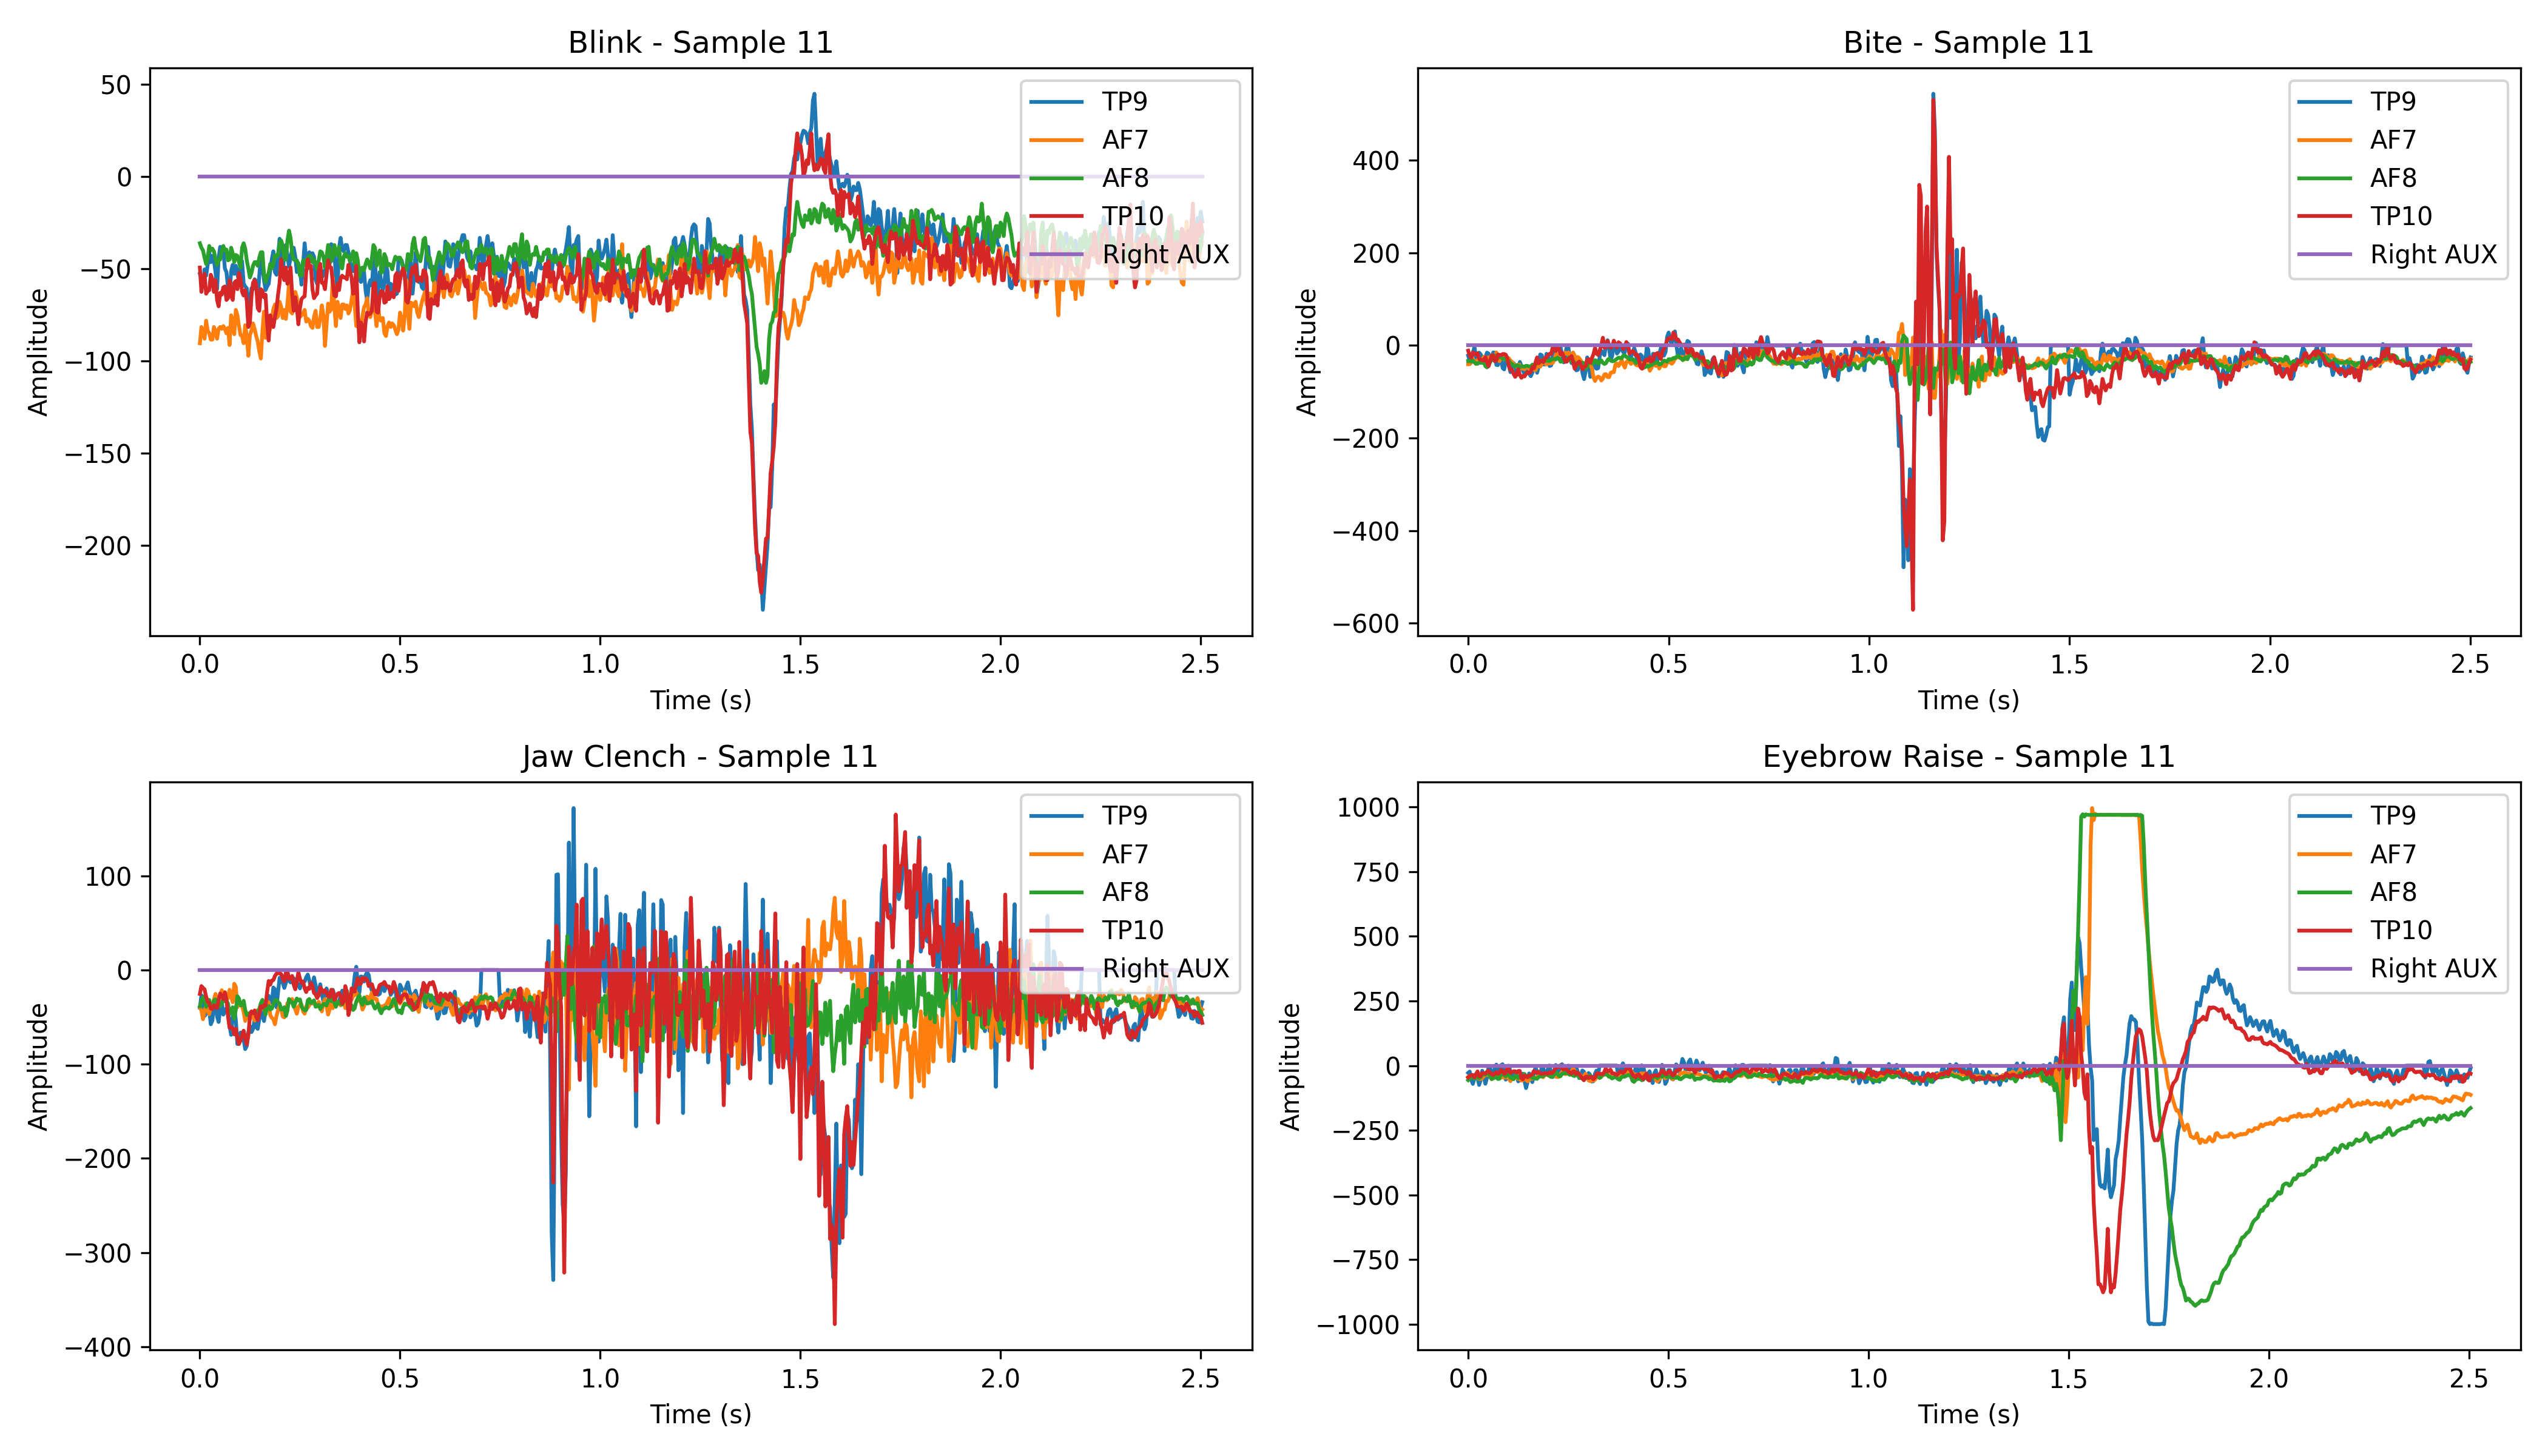 Blink - Sample 11
50
0
−50
−100
−150
−200
Amplitude
0.0 0.5 1.0 1.5 2.0 2.5
Time (s)
TP9
AF7
AF8
TP10
Right AUX
Bite - Sample 11
400
200
0
−200
−400
−600
Amplitude
0.0 0.5 1.0 1.5 2.0 2.5
Time (s)
TP9
AF7
AF8
TP10
Right AUX
Jaw Clench - Sample 11
100
0
−100
−200
−300
−400
Amplitude
0.0 0.5 1.0 1.5 2.0 2.5
Time (s)
TP9
AF7
AF8
TP10
Right AUX
Eyebrow Raise - Sample 11
1000
750
500
250
0
−250
−500
−750
−1000
Amplitude
0.0 0.5 1.0 1.5 2.0 2.5
Time (s)
TP9
AF7
AF8
TP10
Right AUX